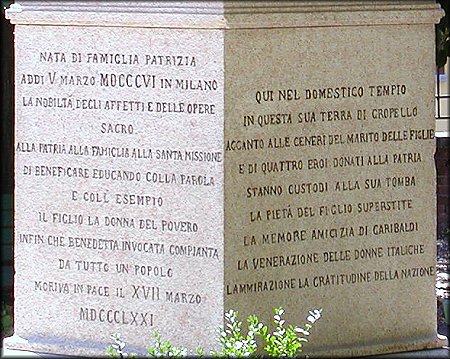 NATA DI FAMIGLIA PATRIZIA
ADDI V MARZO MDCCCVI IN MILANO
LA NOBILTÀ DEGLI AFFETTI E DELLE OPERE
SACRO
ALLA PATRIA ALLA FAMIGLIA ALLA SANTA MISSIONE
DI BENEFICARE EDUCANDO COLLA PAROLA
E COLL' ESEMPIO
IL FIGLIO LA DONNA DEL POVERO
INFIN CHE BENEDETTA INVOCATA COMPIANTA
DA TUTTO UN POPOLO
MORIVA IN PACE IL XVII MARZO
MDCCCLXXI
QUI NEL DOMESTICO TEMPIO
IN QUESTA SUA TERRA DI GROPELLO
ACCANTO ALLE CENERI DEL MARITO DELLE FIGLIE
E DI QUATTRO EROI DONATI ALLA PATRIA
STANNO CUSTODI ALLA SUA TOMBA
LA PIETÀ DEL FIGLIO SUPERSTITE
LA MEMORE AMICIZIA DI GARIBALDI
LA VENERAZIONE DELLE DONNE ITALICHE
L'AMMIRAZIONE LA GRATITUDINE DELLA NAZIONE